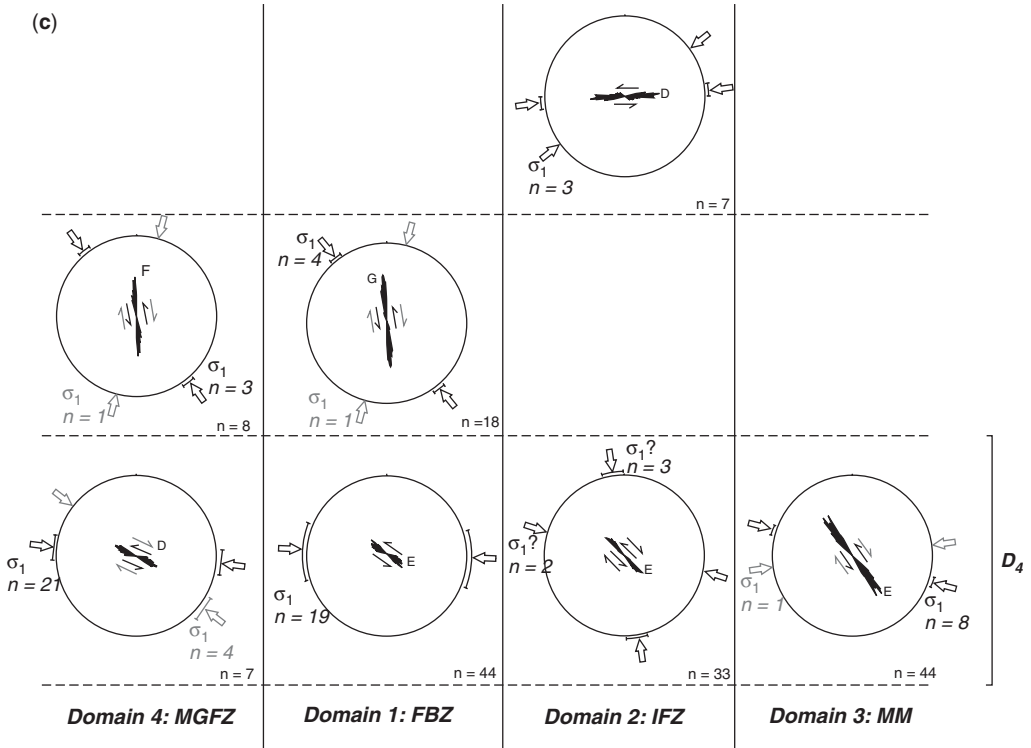 (c)
D
σ1
n = 3
n = 7
F
σ1
n = 3
σ1
n = 1
n = 8
σ1
n = 4
G
σ1
n = 1
n =18
D
σ1
n = 21
σ1
n = 4
n = 7
E
σ1
n = 19
n = 44
σ1?
n = 3
σ1?
n = 2
E
n = 33
σ1
n = 1
E
σ1
n = 8
n = 44
D4
Domain 4: MGFZ
Domain 1: FBZ
Domain 2: IFZ
Domain 3: MM